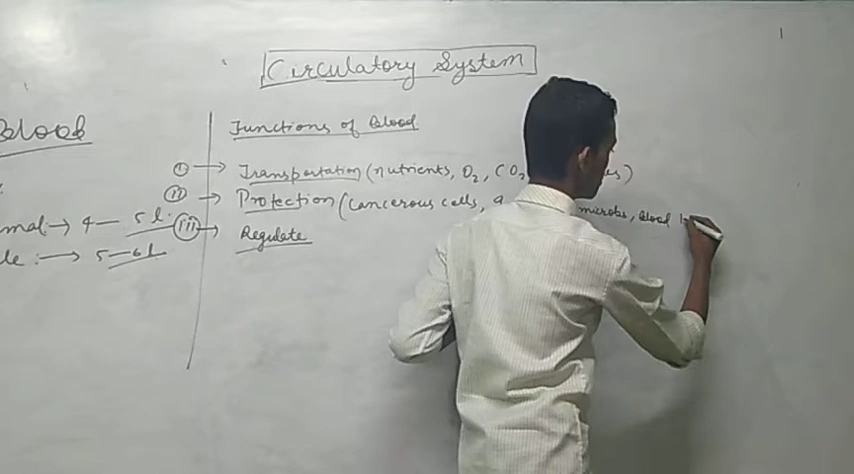 Circulatory System
Blood
mal → 4 – 5 l.
le : → 5 – 6 l
Functions of Blood
(i) → Transportation (nutrients, O2, CO2
(ii) → Protection (Cancerous cells, microbs, Blood
(iii) → Regulate